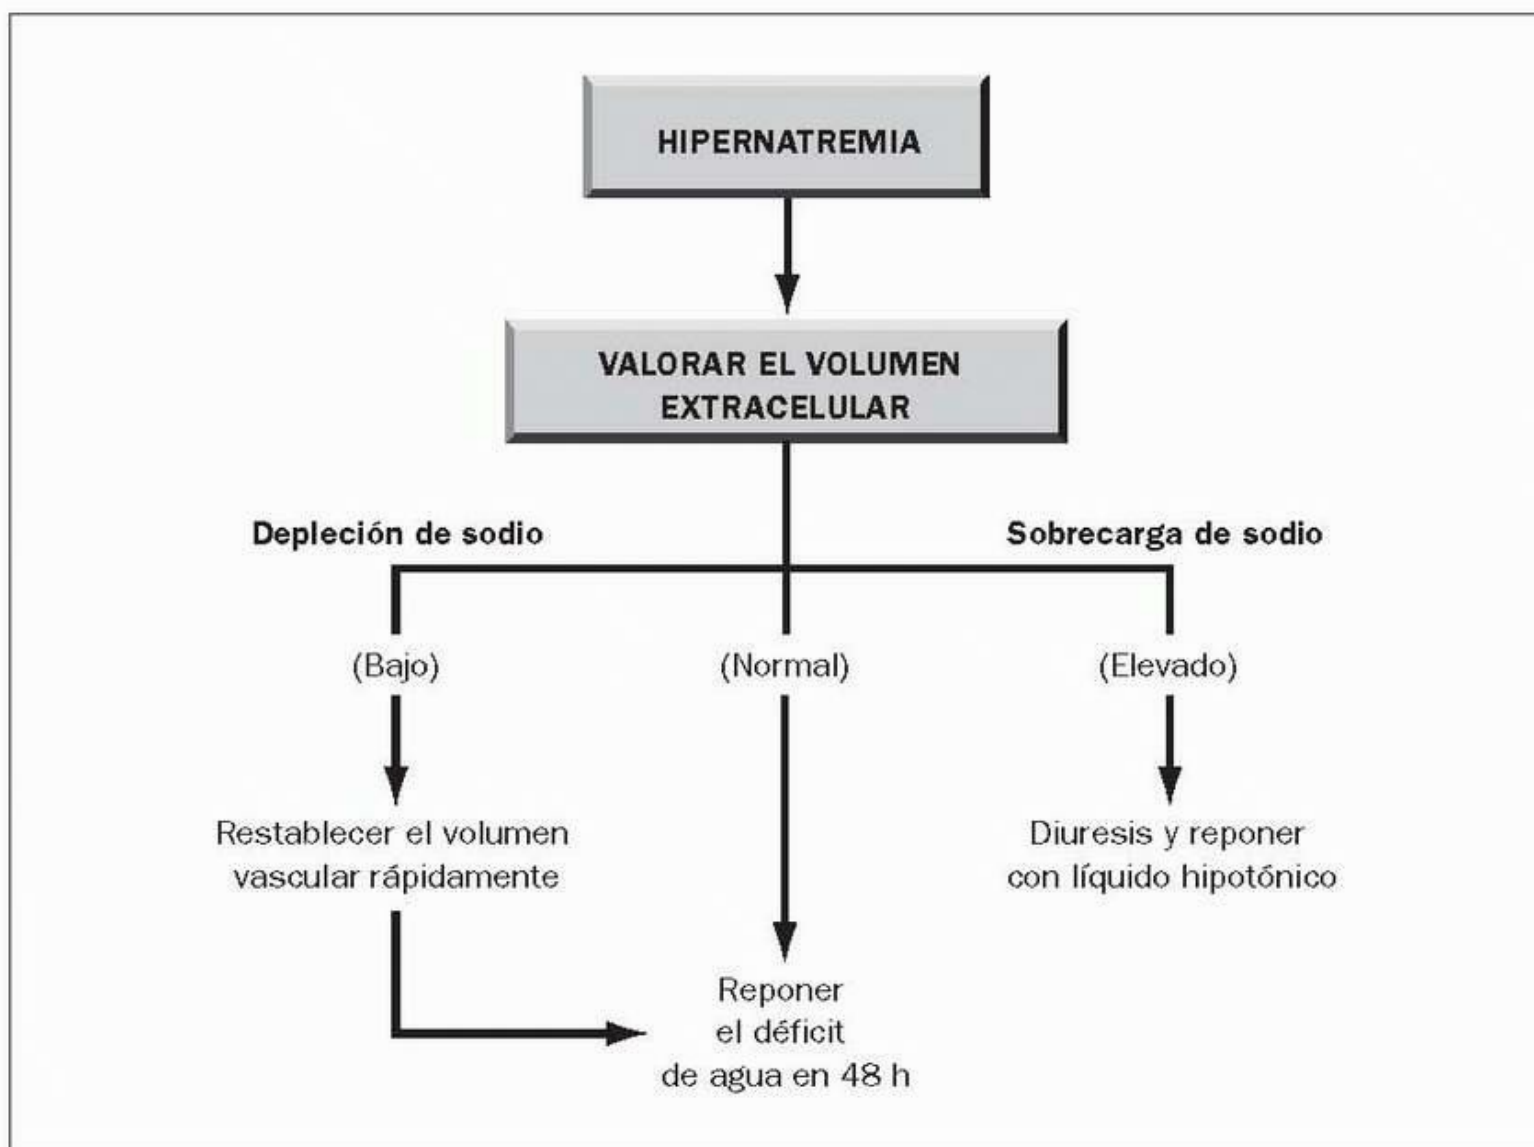 HIPERNATREMIA
VALORAR EL VOLUMEN
EXTRACELULAR
Depleción de sodio
Sobrecarga de sodio
(Bajo)
(Normal)
(Elevado)
Restablecer el volumen
vascular rápidamente
Diuresis y reponer
con líquido hipotónico
Reponer
el déficit
de agua en 48 h